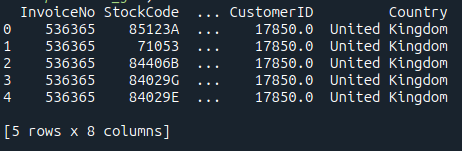 InvoiceNo StockCode ... CustomerID Country
0 536365 85123A ... 17850.0 United Kingdom
1 536365 71053 ... 17850.0 United Kingdom
2 536365 84406B ... 17850.0 United Kingdom
3 536365 84029G ... 17850.0 United Kingdom
4 536365 84029E ... 17850.0 United Kingdom
[5 rows x 8 columns]